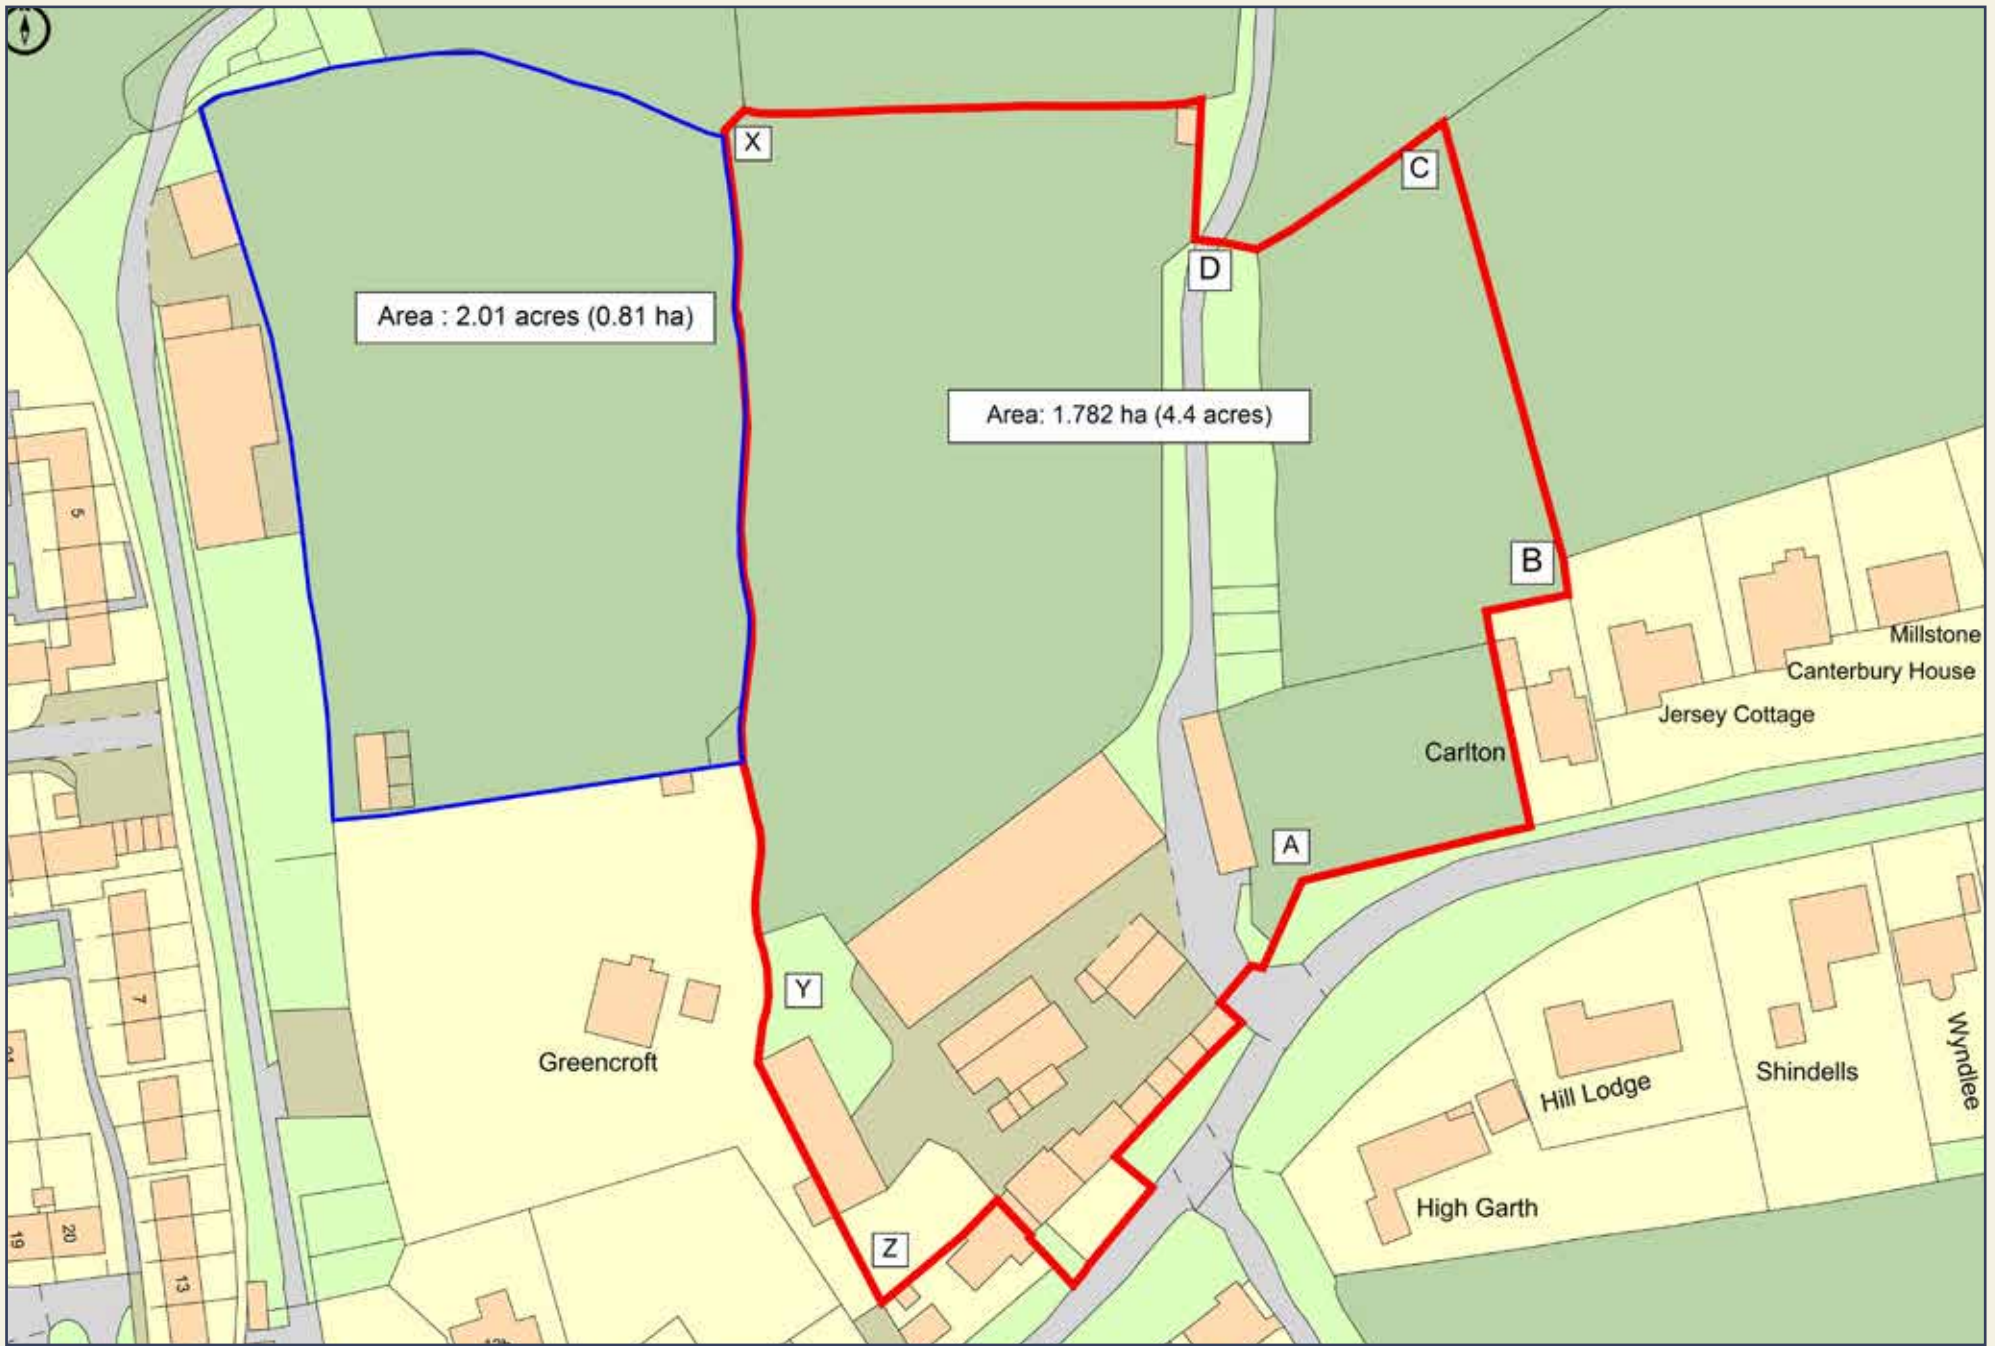 X
C
D
Area : 2.01 acres (0.81 ha)
Area: 1.782 ha (4.4 acres)
5
B
Millstone
Canterbury House
Jersey Cottage
Carlton
A
7
Y
Greencroft
Wyndlee
Shindells
Hill Lodge
High Garth
19
20
Z
13